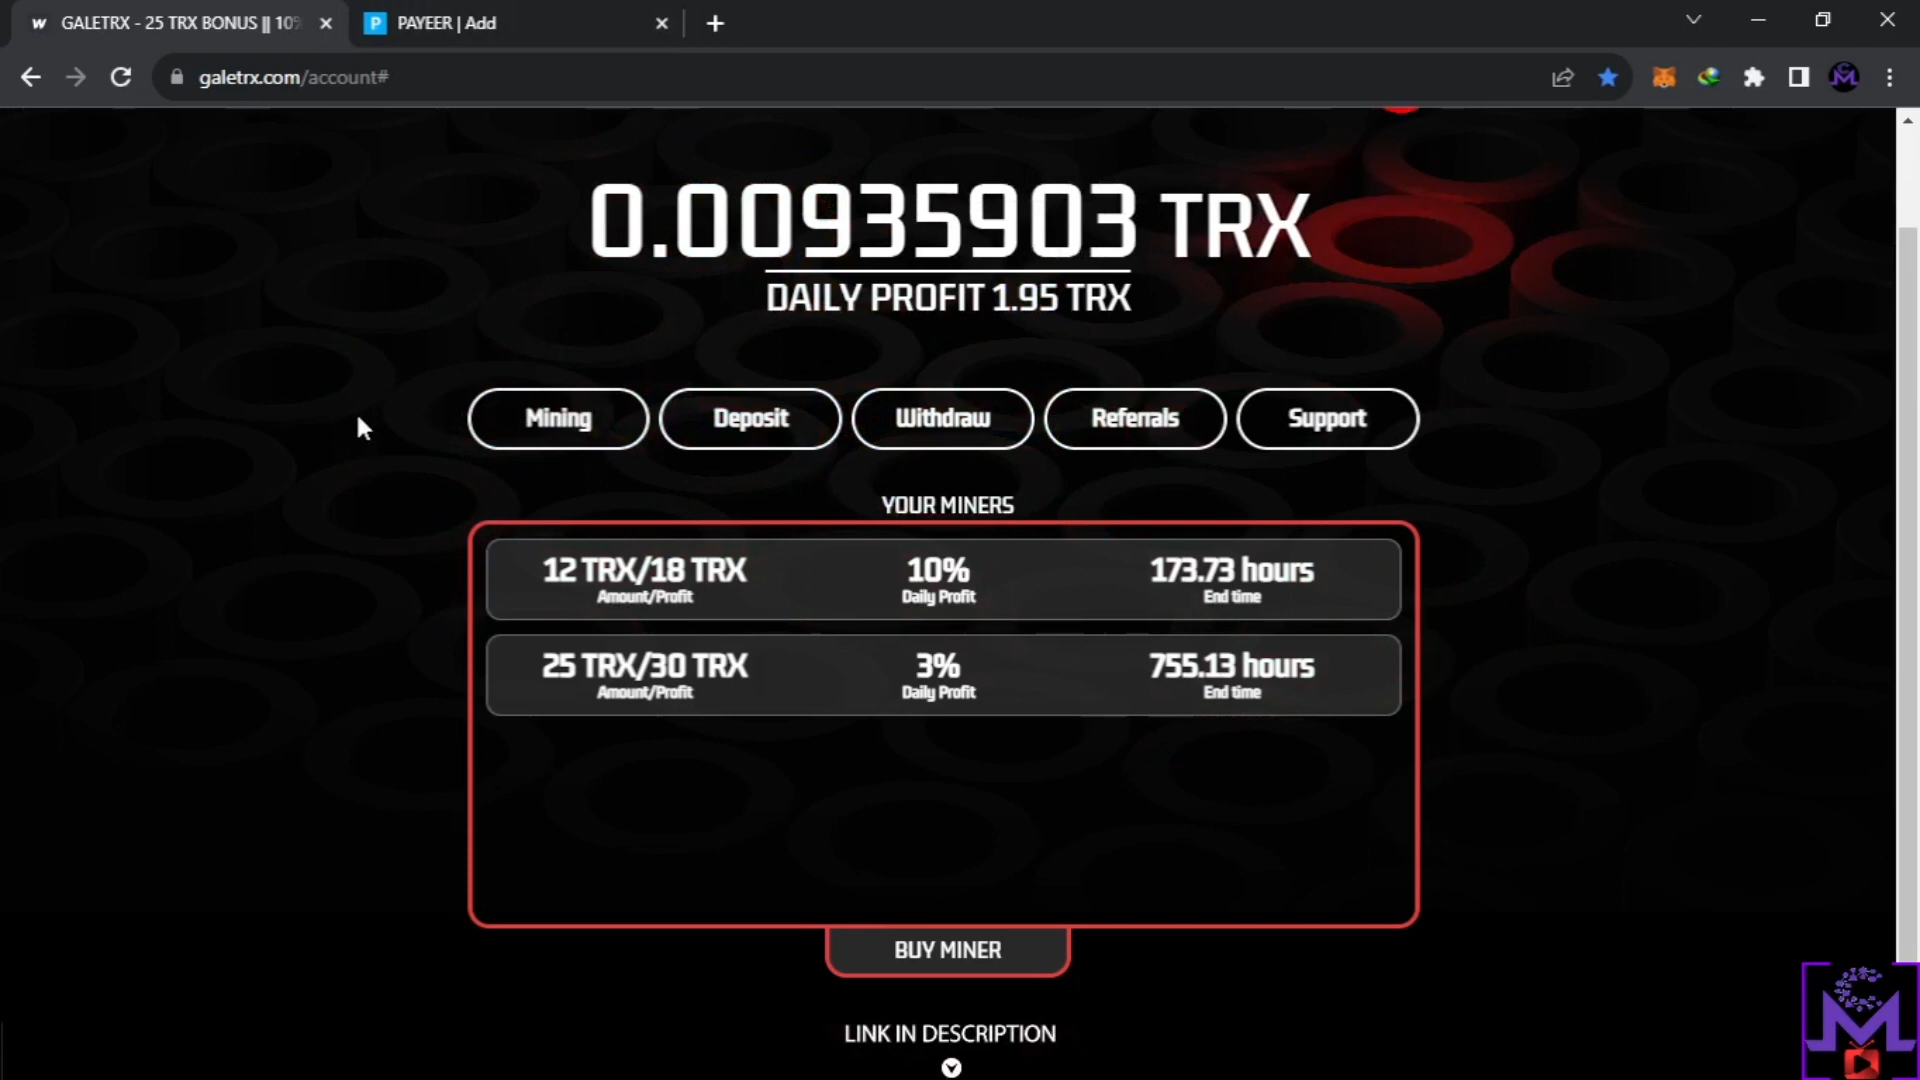 GALETRX - 25 TRX BONUS || 10%
PAYEER | Add
galetrx.com/account#
0.00935903 TRX
DAILY PROFIT 1.95 TRX
Mining Deposit Withdraw Referrals Support
YOUR MINERS
12 TRX/18 TRX 10% 173.73 hours
Amount/Profit Daily Profit End time
25 TRX/30 TRX 3% 755.13 hours
Amount/Profit Daily Profit End time
BUY MINER
LINK IN DESCRIPTION